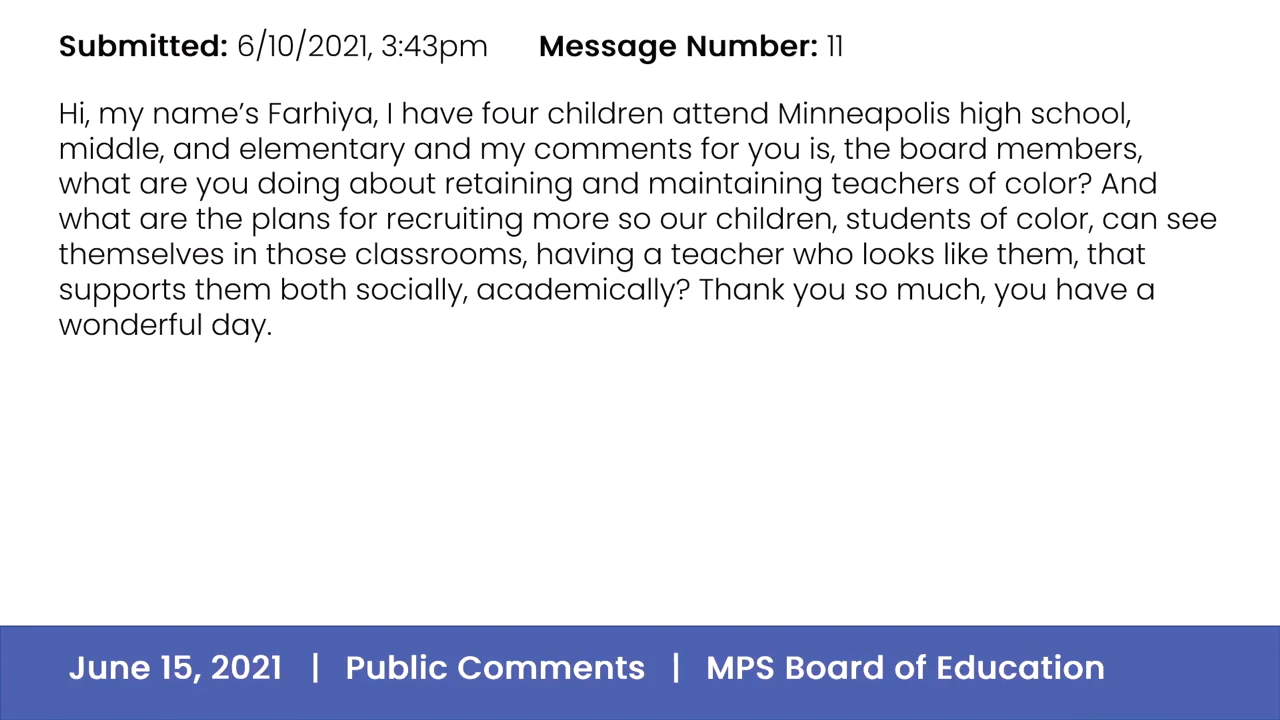 Submitted: 6/10/2021, 3:43pm Message Number: 11
Hi, my name’s Farhiya, I have four children attend Minneapolis high school,
middle, and elementary and my comments for you is, the board members,
what are you doing about retaining and maintaining teachers of color? And
what are the plans for recruiting more so our children, students of color, can see
themselves in those classrooms, having a teacher who looks like them, that
supports them both socially, academically? Thank you so much, you have a
wonderful day.
June 15, 2021 | Public Comments | MPS Board of Education